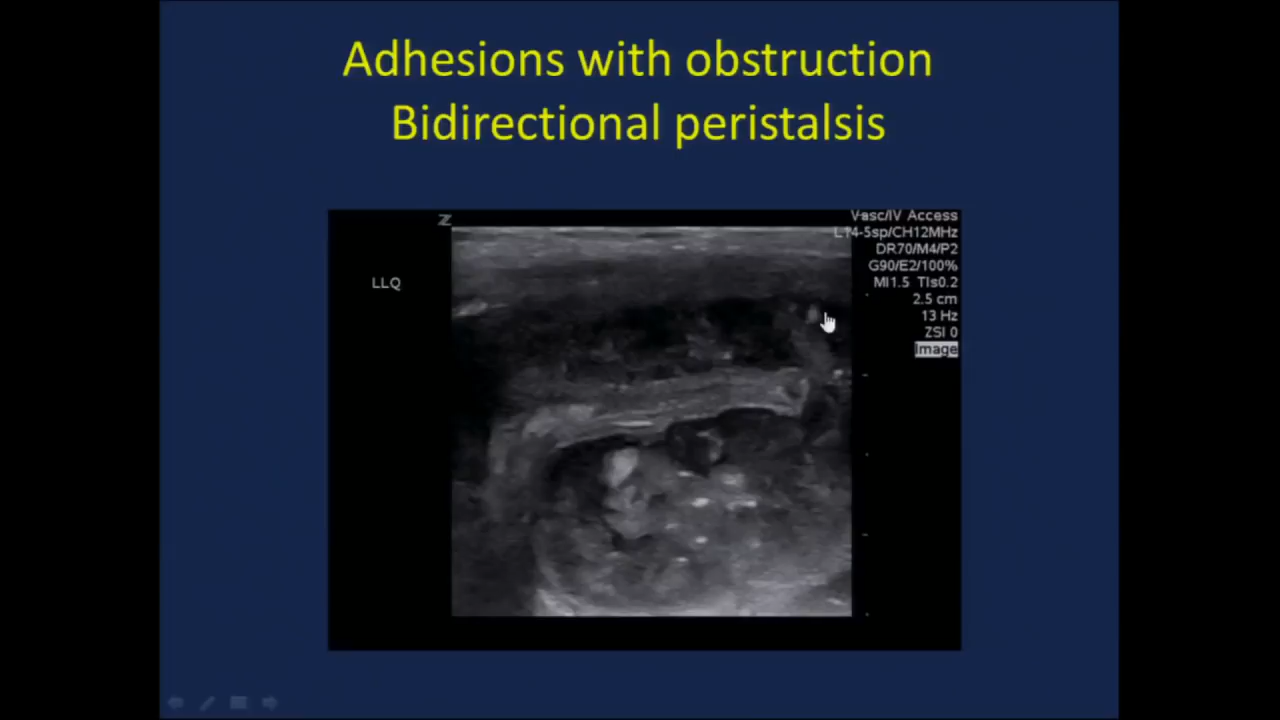 Adhesions with obstruction
Bidirectional peristalsis
Z
Vasc/IV Access
L14-5sp/CH12MHz
DR70/M4/P2
G90/E2/100%
MI1.5 TIs0.2
2.5 cm
13 Hz
ZSI 0
Image
LLQ